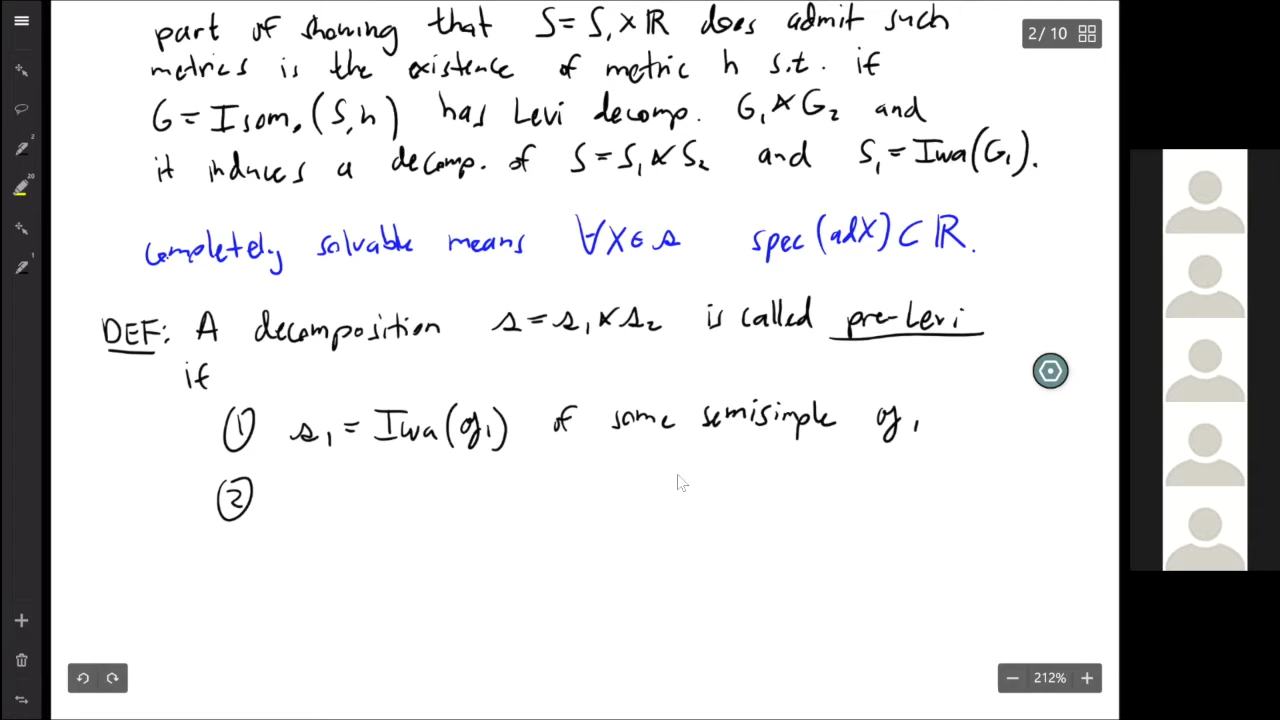 part of showing that S = S₁ × ℝ does admit such
metrics is the existence of metric h s.t. if
G = Isom₀(S,h) has Levi decomp. G₁ ⋉ G₂ and
it induces a decomp. of S = S₁ ⋉ S₂ and S₁ = Iwa(G₁).
completely solvable means ∀X∈𝔰 spec(adX) ⊂ ℝ.
DEF: A decomposition 𝔰 = 𝔰₁ ⋉ 𝔰₂ is called pre-Levi
if
① 𝔰₁ = Iwa(𝔤₁) of some semisimple 𝔤₁
②
2 / 10
212%